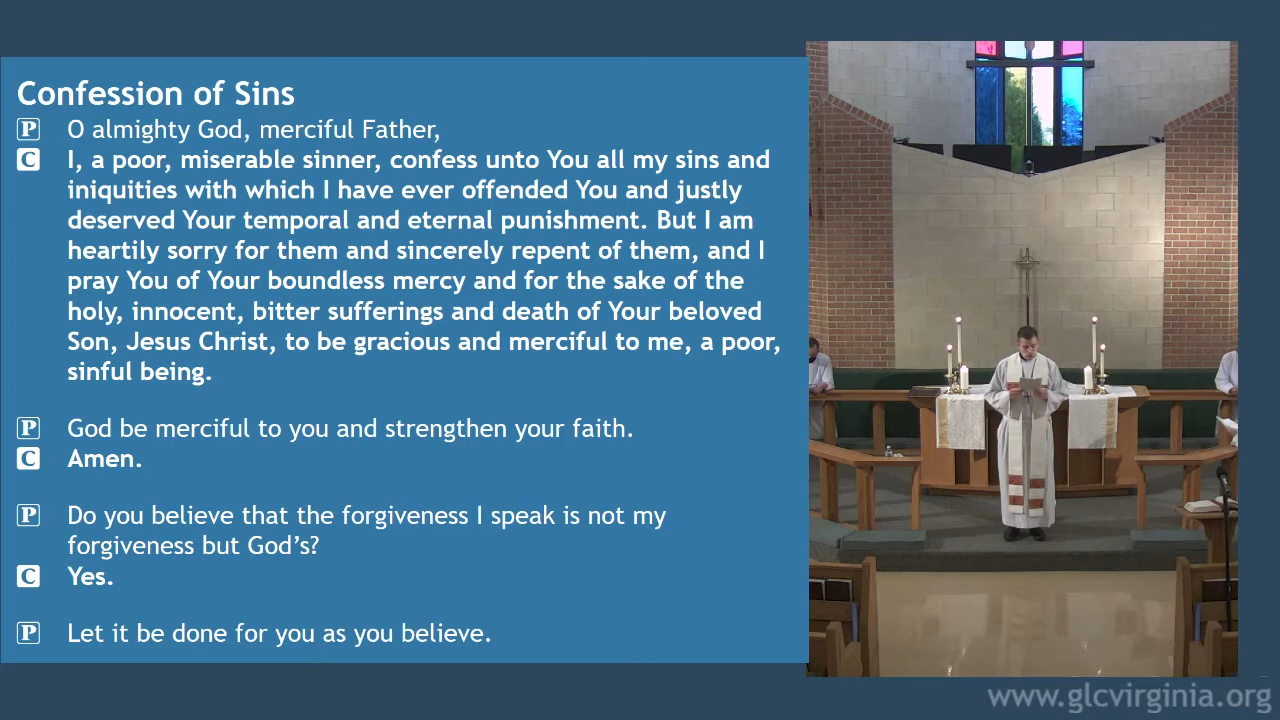 Confession of Sins
P O almighty God, merciful Father,
C I, a poor, miserable sinner, confess unto You all my sins and
iniquities with which I have ever offended You and justly
deserved Your temporal and eternal punishment. But I am
heartily sorry for them and sincerely repent of them, and I
pray You of Your boundless mercy and for the sake of the
holy, innocent, bitter sufferings and death of Your beloved
Son, Jesus Christ, to be gracious and merciful to me, a poor,
sinful being.
P God be merciful to you and strengthen your faith.
C Amen.
P Do you believe that the forgiveness I speak is not my
forgiveness but God's?
C Yes.
P Let it be done for you as you believe.
www.glcvirginia.org